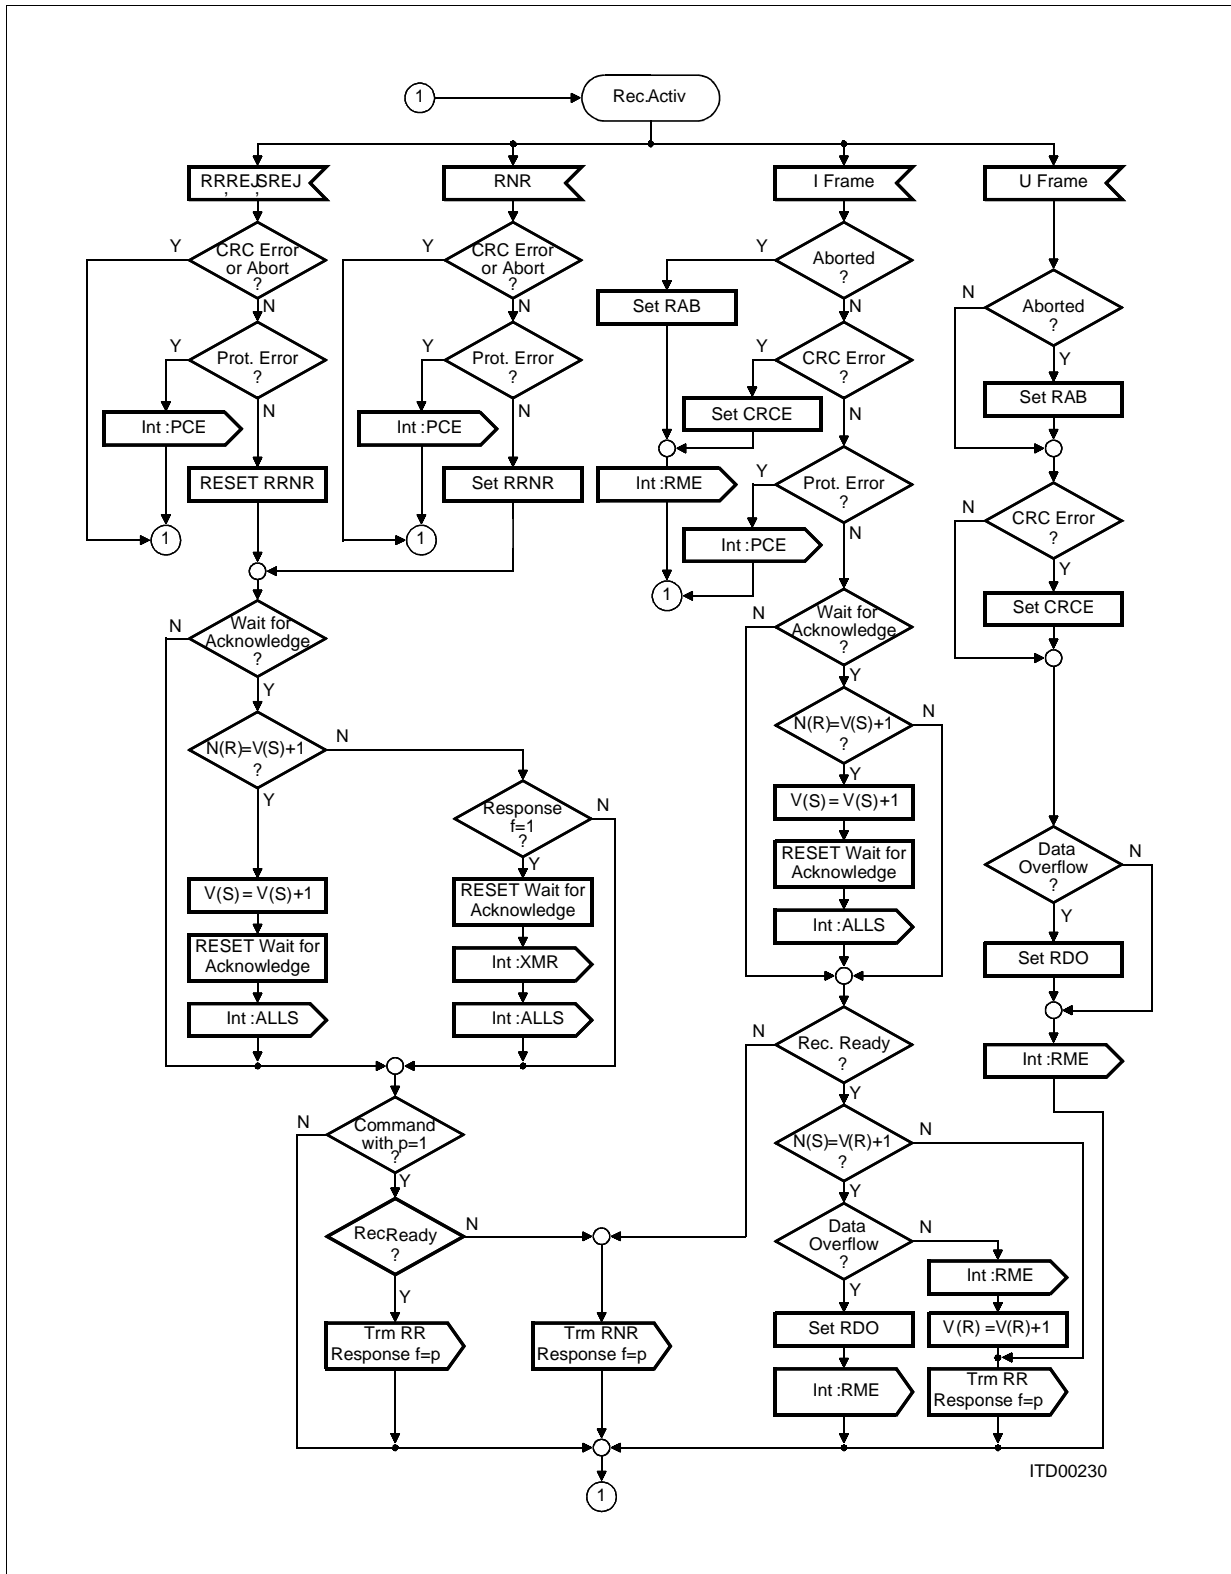 1
Rec.Activ
RR,REJ,SREJ
RNR
I Frame
U Frame
Y
CRC Error
or Abort
?
N
Y
CRC Error
or Abort
?
N
Y
Aborted
?
N
N
Aborted
?
Y
Set RAB
Y
Prot. Error
?
N
Y
Prot. Error
?
N
Y
CRC Error
?
N
Set RAB
Int :PCE
Int :PCE
Set CRCE
RESET RRNR
Set RRNR
Int :RME
Y
Prot. Error
?
N
N
CRC Error
?
Y
1
1
Int :PCE
1
Set CRCE
N
Wait for
Acknowledge
?
Y
N
Wait for
Acknowledge
?
Y
N(R)=V(S)+1
?
N
Y
N(R)=V(S)+1
?
N
Y
Response
f=1
?
N
Y
V(S) = V(S)+1
RESET Wait for
Acknowledge
Int :ALLS
Data
Overflow
?
N
Y
V(S) = V(S)+1
RESET Wait for
Acknowledge
Int :ALLS
RESET Wait for
Acknowledge
Int :XMR
Int :ALLS
Set RDO
Int :RME
N
Rec. Ready
?
Y
N
Command
with p=1
?
Y
N(S)=V(R)+1
?
N
Y
RecReady
?
N
Y
Data
Overflow
?
N
Y
Int :RME
V(R) =V(R)+1
Trm RR
Response f=p
Trm RNR
Response f=p
Set RDO
Int :RME
Trm RR
Response f=p
1
ITD00230